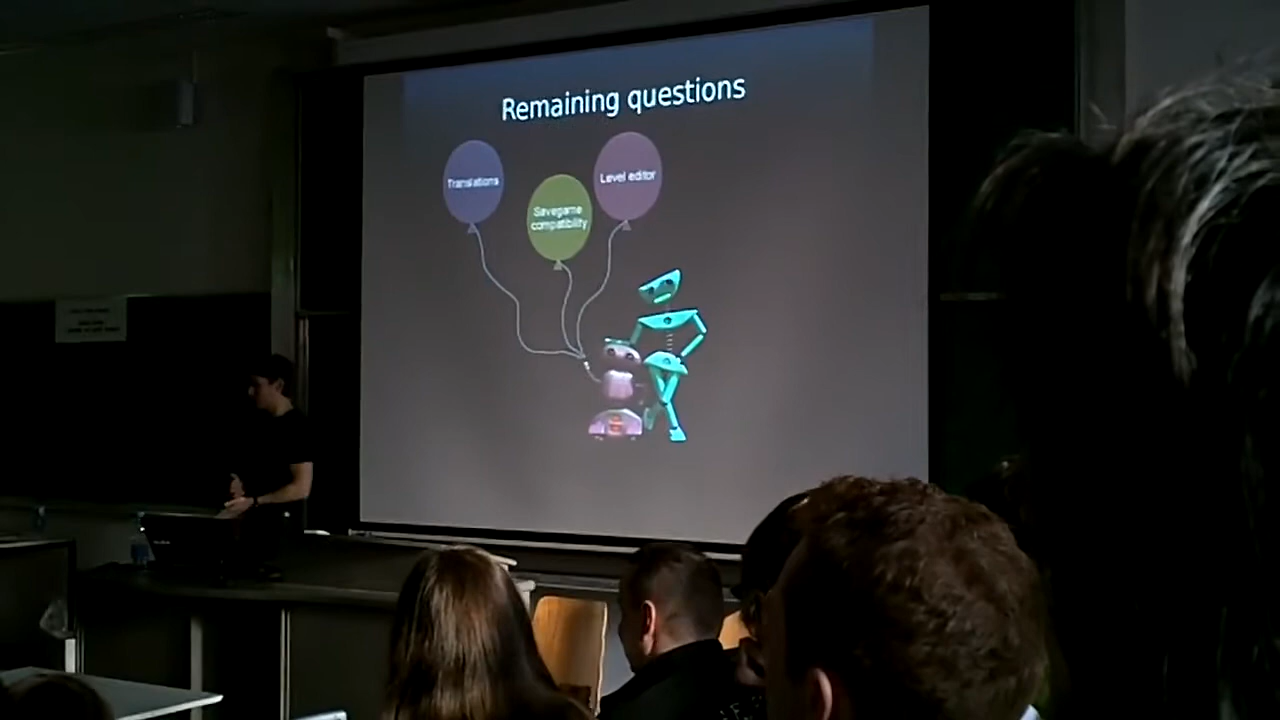 Remaining questions
Translations
Savegame
compatibility
Level editor